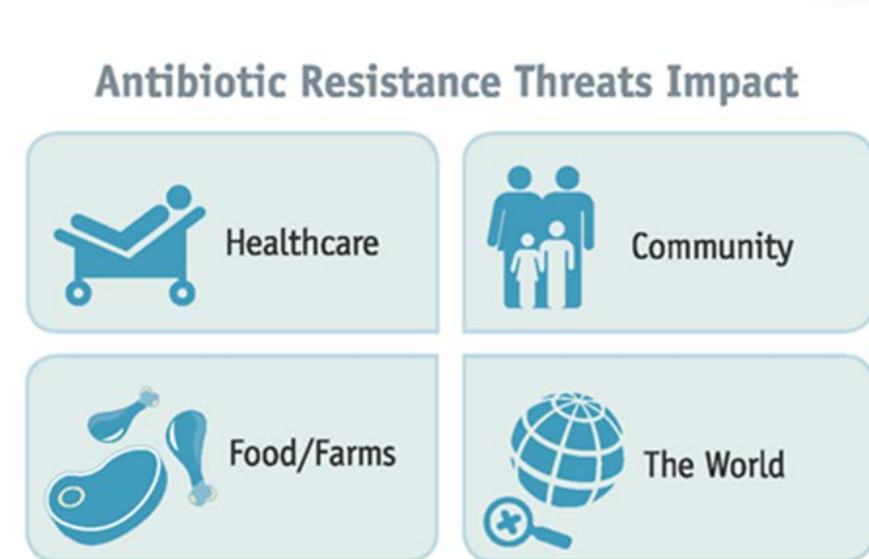 Antibiotic Resistance Threats Impact
Healthcare
Community
Food/Farms
The World